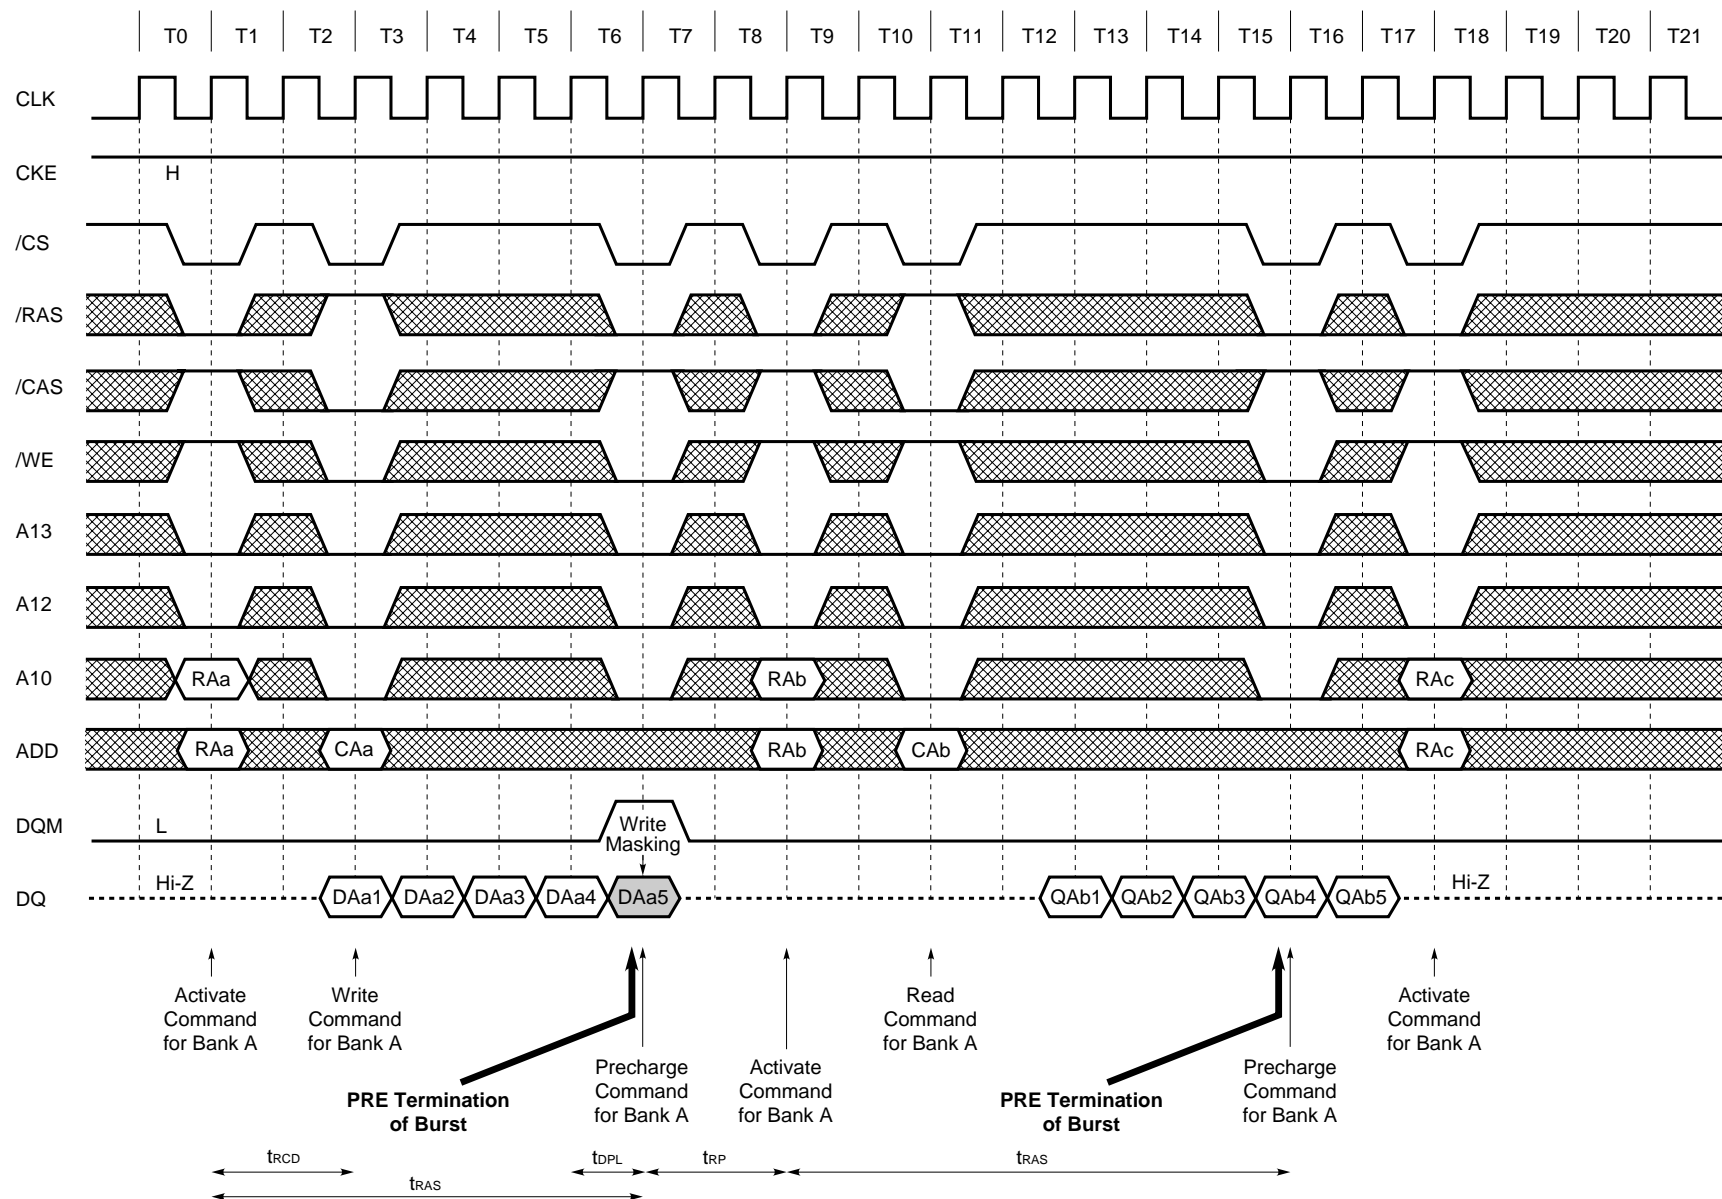 T0 T1 T2 T3 T4 T5 T6 T7 T8 T9 T10 T11 T12 T13 T14 T15 T16 T17 T18 T19 T20 T21
CLK
CKE H
/CS
/RAS
/CAS
/WE
A13
A12
A10 RAa RAb RAc
ADD RAa CAa RAb CAb RAc
DQM L Write
Masking
DQ Hi-Z DAa1 DAa2 DAa3 DAa4 DAa5 QAb1 QAb2 QAb3 QAb4 QAb5 Hi-Z
Activate
Command
for Bank A
Write
Command
for Bank A
PRE Termination
of Burst
Precharge
Command
for Bank A
Activate
Command
for Bank A
Read
Command
for Bank A
PRE Termination
of Burst
Precharge
Command
for Bank A
Activate
Command
for Bank A
tRCD tDPL tRP tRAS
tRAS